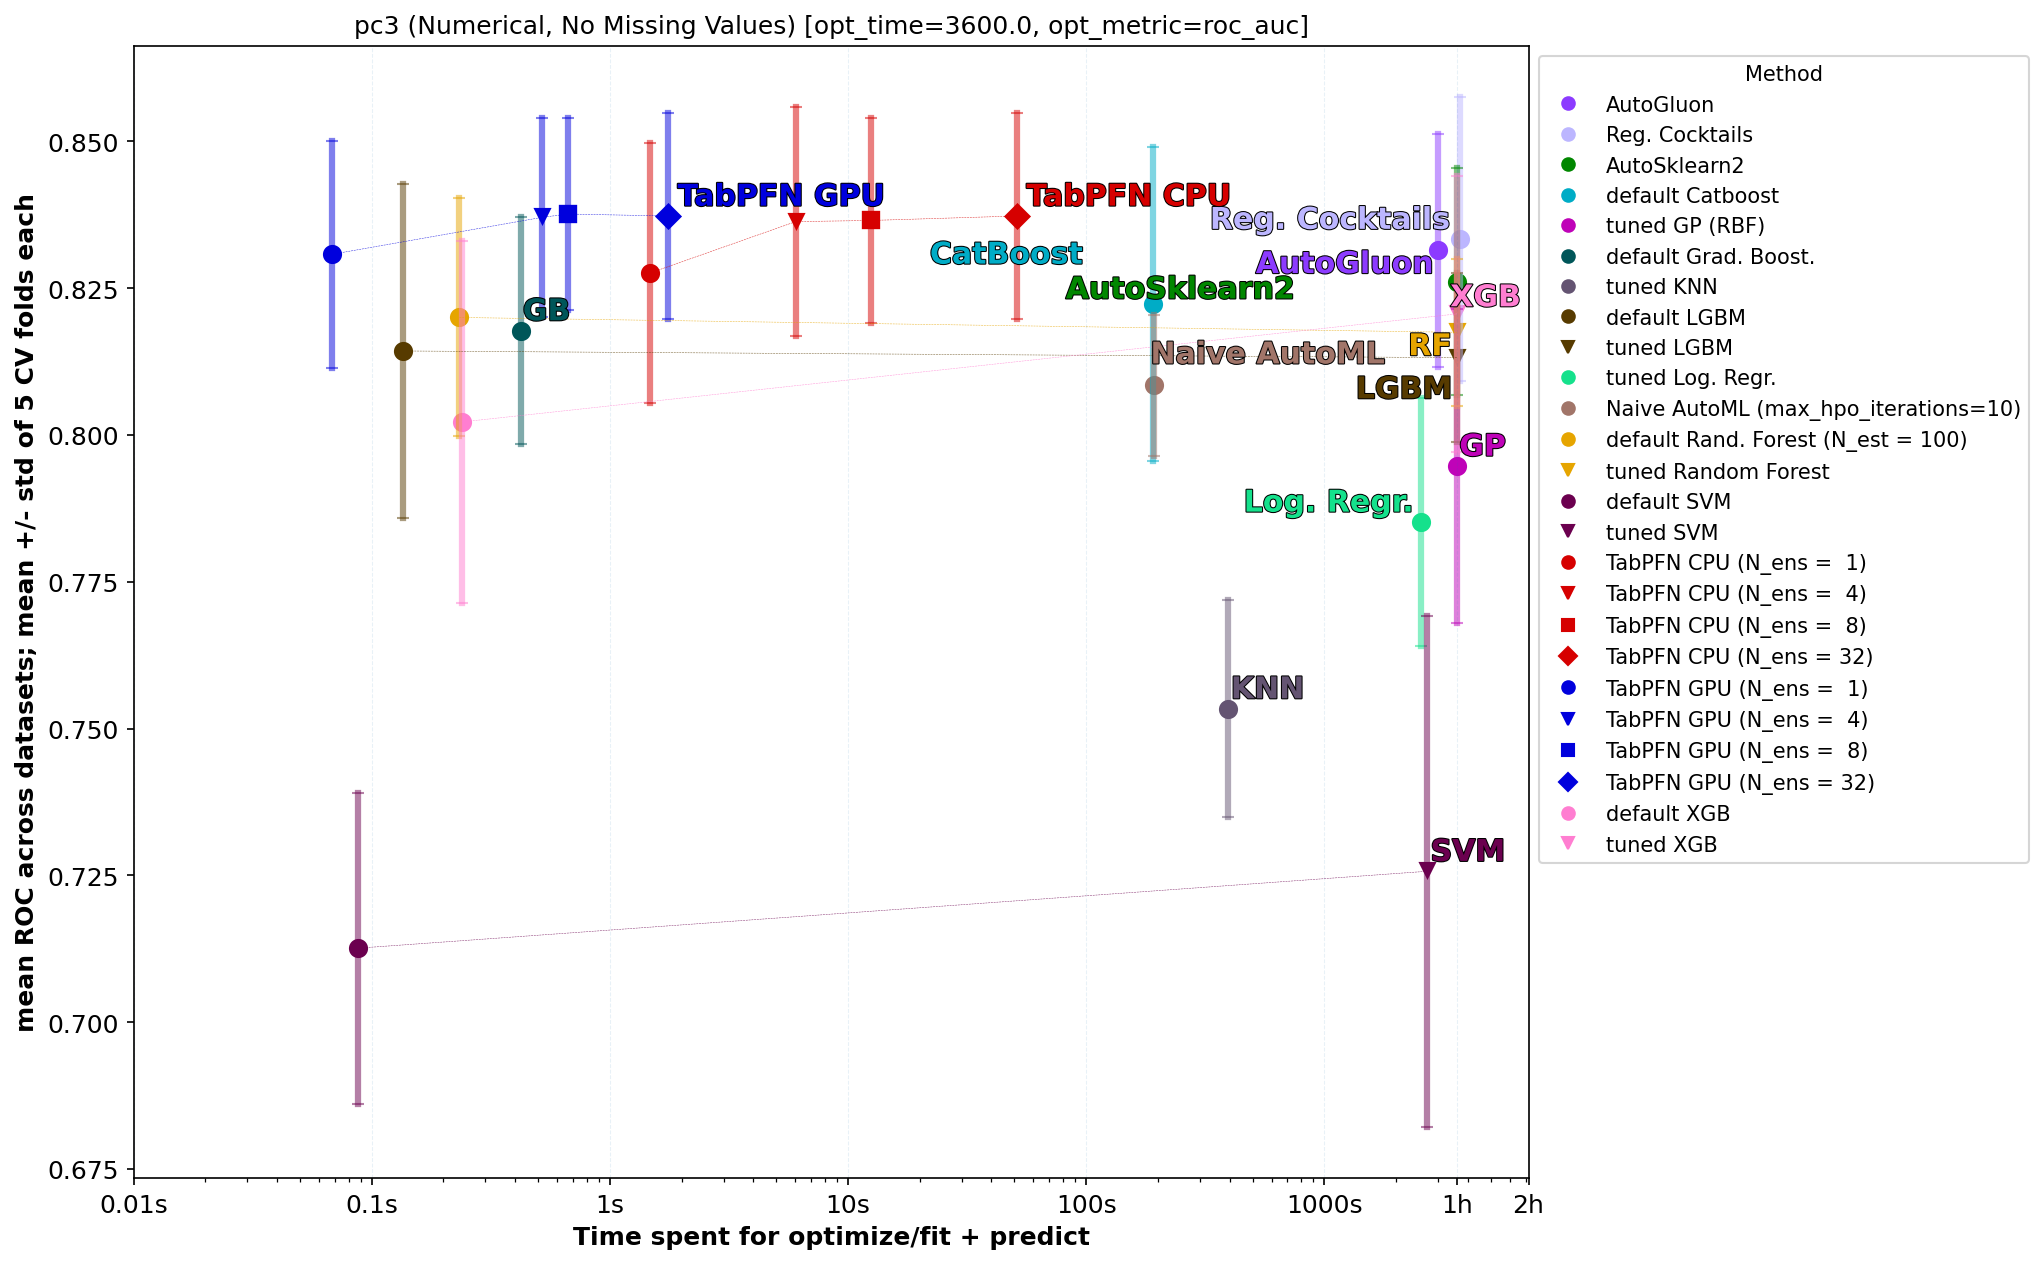 pc3 (Numerical, No Missing Values) [opt_time=3600.0, opt_metric=roc_auc]
mean ROC across datasets; mean +/- std of 5 CV folds each
0.850
0.825
0.800
0.775
0.750
0.725
0.700
0.675
TabPFN GPU
TabPFN CPU
Reg. Cocktails
CatBoost
AutoGluon
AutoSklearn2
XGB
GB
RF
Naive AutoML
LGBM
GP
Log. Regr.
KNN
SVM
0.01s
0.1s
1s
10s
100s
1000s
1h
2h
Time spent for optimize/fit + predict
Method
AutoGluon
Reg. Cocktails
AutoSklearn2
default Catboost
tuned GP (RBF)
default Grad. Boost.
tuned KNN
default LGBM
tuned LGBM
tuned Log. Regr.
Naive AutoML (max_hpo_iterations=10)
default Rand. Forest (N_est = 100)
tuned Random Forest
default SVM
tuned SVM
TabPFN CPU (N_ens =  1)
TabPFN CPU (N_ens =  4)
TabPFN CPU (N_ens =  8)
TabPFN CPU (N_ens = 32)
TabPFN GPU (N_ens =  1)
TabPFN GPU (N_ens =  4)
TabPFN GPU (N_ens =  8)
TabPFN GPU (N_ens = 32)
default XGB
tuned XGB